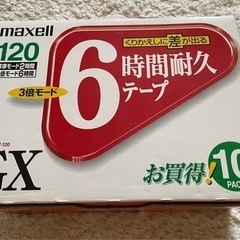 maxell
くりかえしに差が出る
120
標準モード2時間
3倍モード6時間
6時間耐久
テープ
3倍モード
GX
お買得!10
PACK